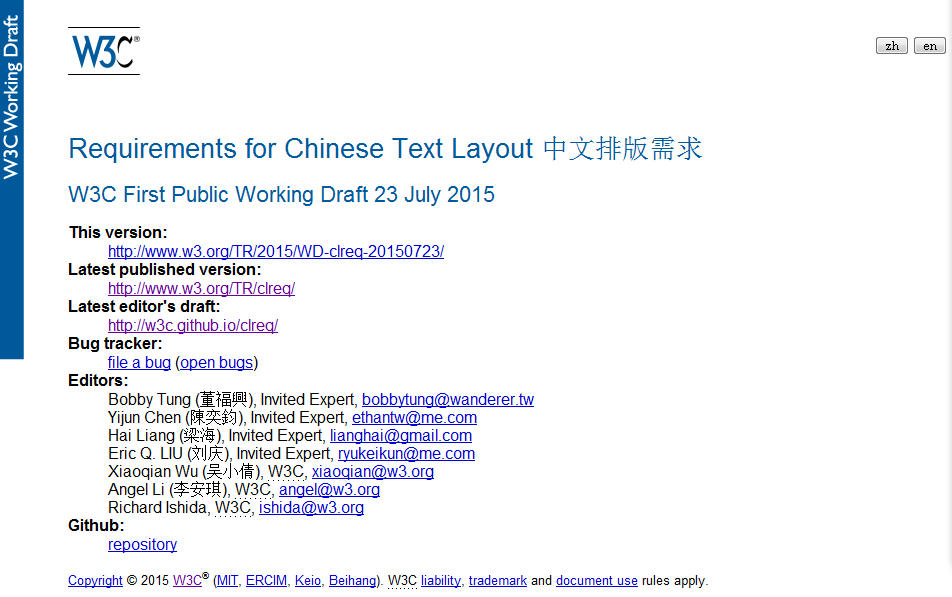 W3C Working Draft
W3C®
zh en
Requirements for Chinese Text Layout 中文排版需求
W3C First Public Working Draft 23 July 2015
This version:
http://www.w3.org/TR/2015/WD-clreq-20150723/
Latest published version:
http://www.w3.org/TR/clreq/
Latest editor's draft:
http://w3c.github.io/clreq/
Bug tracker:
file a bug (open bugs)
Editors:
Bobby Tung (董福興), Invited Expert, bobbytung@wanderer.tw
Yijun Chen (陳奕鈞), Invited Expert, ethantw@me.com
Hai Liang (梁海), Invited Expert, lianghai@gmail.com
Eric Q. LIU (刘庆), Invited Expert, ryukeikun@me.com
Xiaoqian Wu (吴小倩), W3C, xiaoqian@w3.org
Angel Li (李安琪), W3C, angel@w3.org
Richard Ishida, W3C, ishida@w3.org
Github:
repository
Copyright © 2015 W3C® (MIT, ERCIM, Keio, Beihang). W3C liability, trademark and document use rules apply.